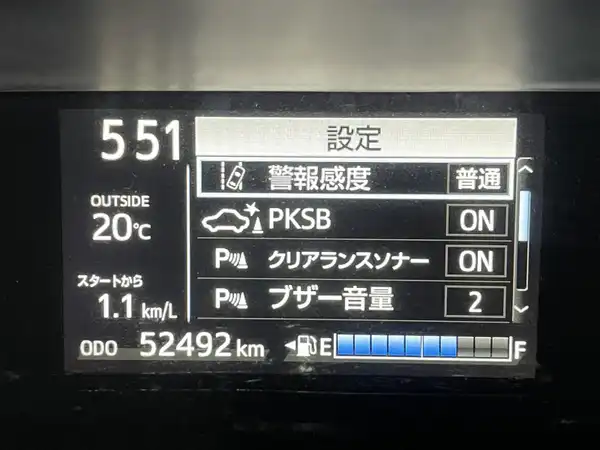 5:51
設定
警報感度 普通
OUTSIDE
20℃
PKSB ON
クリアランスソナー ON
スタートから
1.1 km/L
ブザー音量 2
ODO 52492 km
E F